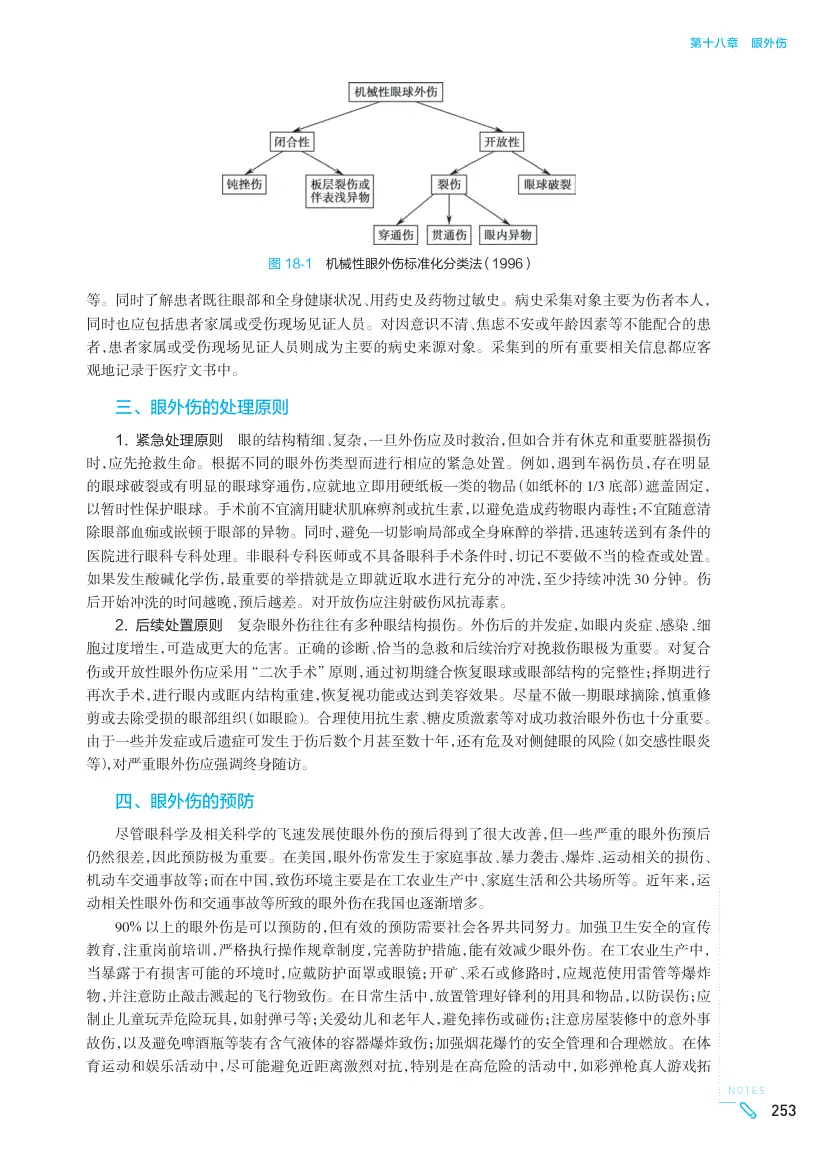 第十八章 眼外伤
机械性眼球外伤
闭合性
开放性
钝挫伤
板层裂伤或
伴表浅异物
裂伤
眼球破裂
穿通伤
贯通伤
眼内异物
图 18-1 机械性眼外伤标准化分类法（1996）
等。同时了解患者既往眼部和全身健康状况、用药史及药物过敏史。病史采集对象主要为伤者本人，
同时也应包括患者家属或受伤现场见证人员。对因意识不清、焦虑不安或年龄因素等不能配合的患
者，患者家属或受伤现场见证人员则成为主要的病史来源对象。采集到的所有重要相关信息都应客
观地记录于医疗文书中。
三、眼外伤的处理原则
1. 紧急处理原则 眼的结构精细、复杂，一旦外伤应及时救治，但如合并有休克和重要脏器损伤
时，应先抢救生命。根据不同的眼外伤类型而进行相应的紧急处置。例如，遇到车祸伤员，存在明显
的眼球破裂或有明显的眼球穿通伤，应就地立即用硬纸板一类的物品（如纸杯的 1/3 底部）遮盖固定，
以暂时性保护眼球。手术前不宜滴用睫状肌麻痹剂或抗生素，以避免造成药物眼内毒性；不宜随意清
除眼部血痂或嵌顿于眼部的异物。同时，避免一切影响局部或全身麻醉的举措，迅速转送到有条件的
医院进行眼科专科处理。非眼科专科医师或不具备眼科手术条件时，切记不要做不当的检查或处置。
如果发生酸碱化学伤，最重要的举措就是立即就近取水进行充分的冲洗，至少持续冲洗 30 分钟。伤
后开始冲洗的时间越晚，预后越差。对开放伤应注射破伤风抗毒素。
2. 后续处置原则 复杂眼外伤往往有多种眼结构损伤。外伤后的并发症，如眼内炎症、感染、细
胞过度增生，可造成更大的危害。正确的诊断、恰当的急救和后续治疗对挽救伤眼极为重要。对复合
伤或开放性眼外伤应采用“二次手术”原则，通过初期缝合恢复眼球或眼部结构的完整性；择期进行
再次手术，进行眼内或眶内结构重建，恢复视功能或达到美容效果。尽量不做一期眼球摘除，慎重修
剪或去除受损的眼部组织（如眼睑）。合理使用抗生素、糖皮质激素等对成功救治眼外伤也十分重要。
由于一些并发症或后遗症可发生于伤后数个月甚至数十年，还有危及对侧健眼的风险（如交感性眼炎
等），对严重眼外伤应强调终身随访。
四、眼外伤的预防
尽管眼科学及相关科学的飞速发展使眼外伤的预后得到了很大改善，但一些严重的眼外伤预后
仍然很差，因此预防极为重要。在美国，眼外伤常发生于家庭事故、暴力袭击、爆炸、运动相关的损伤、
机动车交通事故等；而在中国，致伤环境主要是在工农业生产中、家庭生活和公共场所等。近年来，运
动相关性眼外伤和交通事故等所致的眼外伤在我国也逐渐增多。
90% 以上的眼外伤是可以预防的，但有效的预防需要社会各界共同努力。加强卫生安全的宣传
教育，注重岗前培训，严格执行操作规章制度，完善防护措施，能有效减少眼外伤。在工农业生产中，
当暴露于有损害可能的环境时，应戴防护面罩或眼镜；开矿、采石或修路时，应规范使用雷管等爆炸
物，并注意防止敲击溅起的飞行物致伤。在日常生活中，放置管理好锋利的用具和物品，以防误伤；应
制止儿童玩弄危险玩具，如射弹弓等；关爱幼儿和老年人，避免摔伤或碰伤；注意房屋装修中的意外事
故伤，以及避免啤酒瓶等装有含气液体的容器爆炸致伤；加强烟花爆竹的安全管理和合理燃放。在体
育运动和娱乐活动中，尽可能避免近距离激烈对抗，特别是在高危险的活动中，如彩弹枪真人游戏拓
NOTES
253